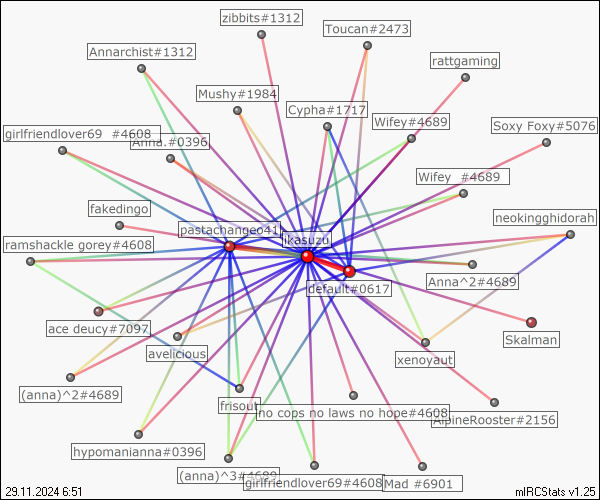 zibbits#1312
Toucan#2473
Annarchist#1312
rattgaming
Mushy#1984
Cypha#1717
Wifey#4689
Soxy Foxy#5076
girlfriendlover69 #4608
Anna.#0396
Wifey #4689
fakedingo
neokingghidorah
pastachangeo41
ikasuzu
ramshackle gorey#4608
Anna^2#4689
default#0617
ace deucy#7097
Skalman
avelicious
xenoyaut
(anna)^2#4689
frisout
no cops no laws no hope#4608
AlpineRooster#2156
hypomanianna#0396
(anna)^3#4689
girlfriendlover69#4608
Mad #6901
29.11.2024 6:51
mIRCStats v1.25